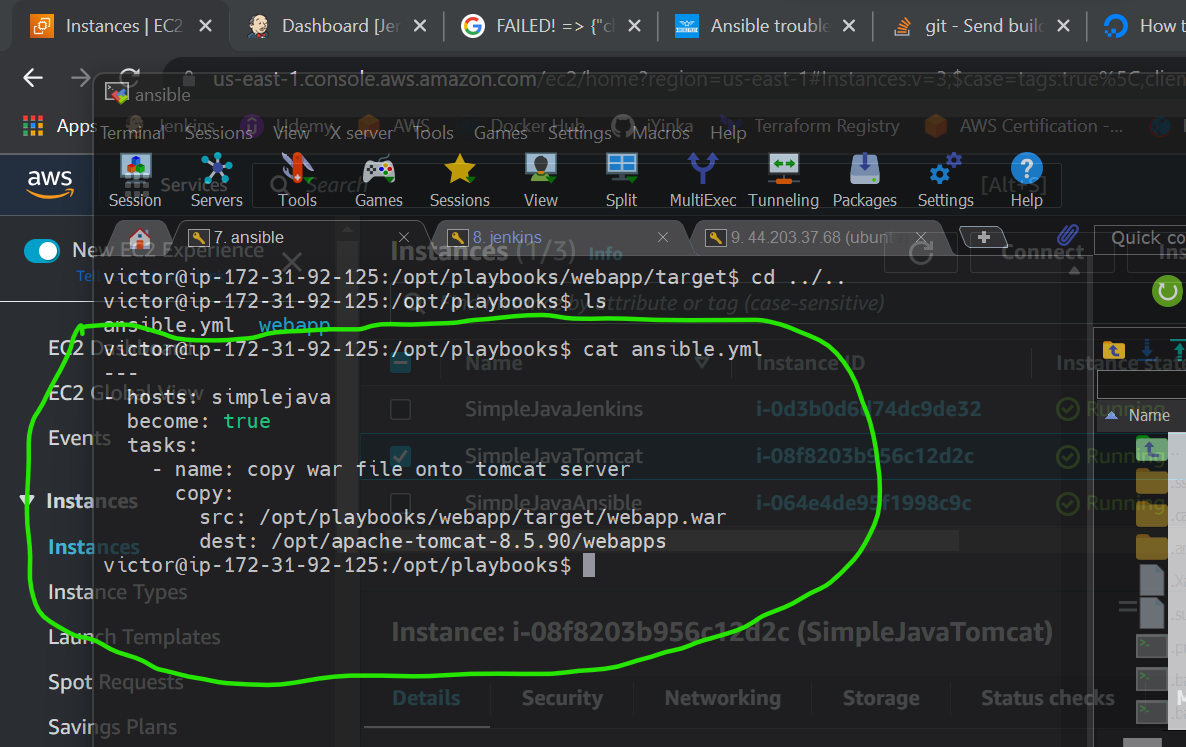 Instances | EC2
Dashboard [Jen
FAILED! => {"cl
Ansible trouble
git - Send buil
How t
us-east-1.console.aws.amazon.com/ec2/home?region=us-east-1#Instances:v=3;$case=tags:true%5C,clien
ansible
Apps
Jenkins
Udemy
AWS
Docker Hub
iYinka
Terraform Registry
AWS Certification -...
Terminal Sessions View X server Tools Games Settings Macros Help
aws
Services
Search
[Alt+S]
Session Servers Tools Games Sessions View Split MultiExec Tunneling Packages Settings Help
7. ansible
8. jenkins
9. 44.203.37.68 (ubunt
Quick co
New EC2 Experience
Tel
Instances (1/3) Info
Connect
Ins
victor@ip-172-31-92-125:/opt/playbooks/webapp/target$ cd ../..
victor@ip-172-31-92-125:/opt/playbooks$ ls
attribute or tag (case-sensitive)
ansible.yml webapp
victor@ip-172-31-92-125:/opt/playbooks$ cat ansible.yml
---
- hosts: simplejava
become: true
tasks:
- name: copy war file onto tomcat server
copy:
src: /opt/playbooks/webapp/target/webapp.war
dest: /opt/apache-tomcat-8.5.90/webapps
victor@ip-172-31-92-125:/opt/playbooks$
EC2 Dashboard
EC2 Global View
Events
Instances
Instances
Instance Types
Launch Templates
Spot Requests
Savings Plans
Name
Instance ID
Instance stat
SimpleJavaJenkins
i-0d3b0d6d74dc9de32
Running
SimpleJavaTomcat
i-08f8203b956c12d2c
Running
SimpleJavaAnsible
i-064e4de95f1998c9c
Running
Name
Instance: i-08f8203b956c12d2c (SimpleJavaTomcat)
Details
Security
Networking
Storage
Status checks
M